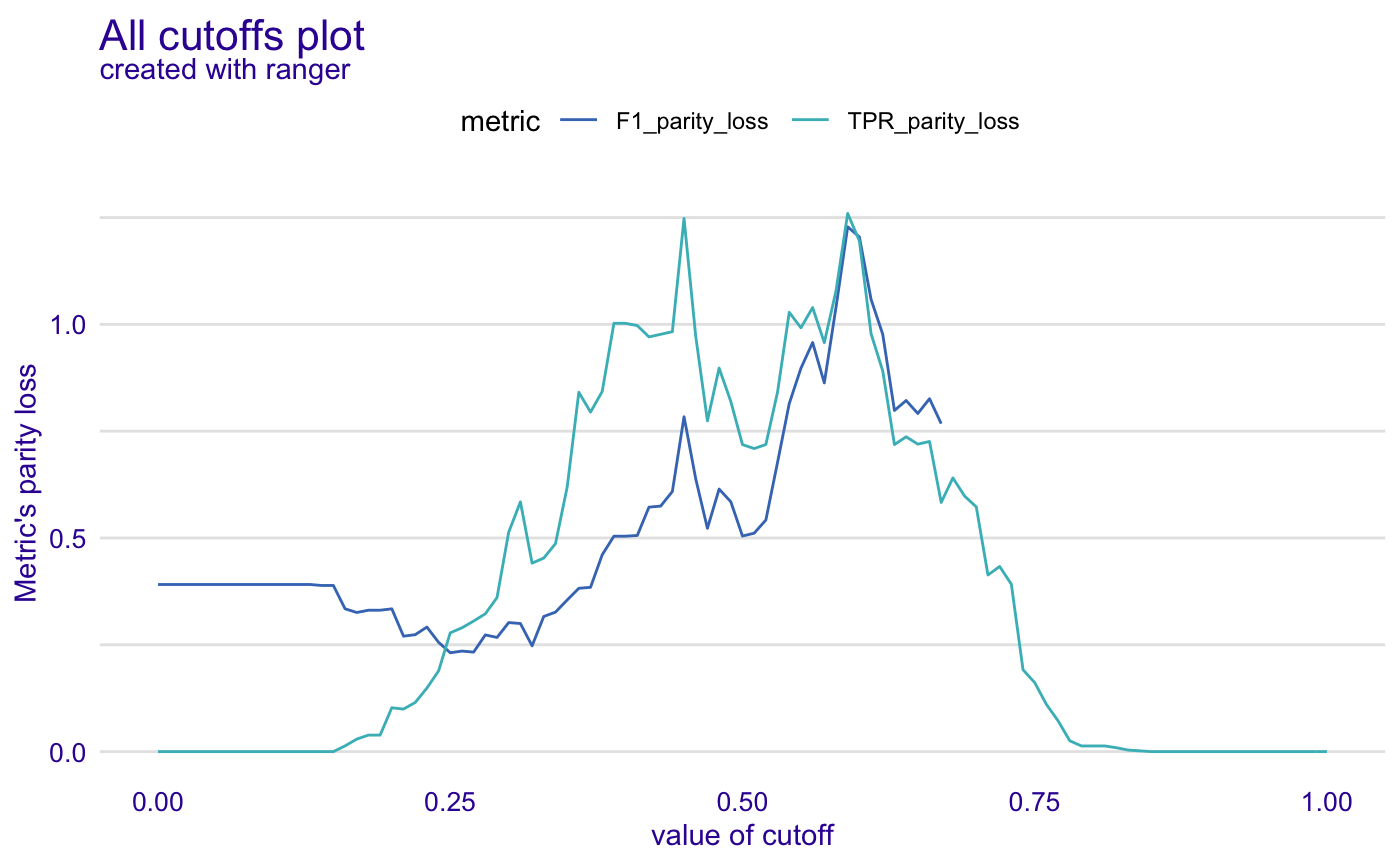 All cutoffs plot
created with ranger
metric F1_parity_loss TPR_parity_loss
Metric's parity loss
1.0
0.5
0.0
0.00 0.25 0.50 0.75 1.00
value of cutoff